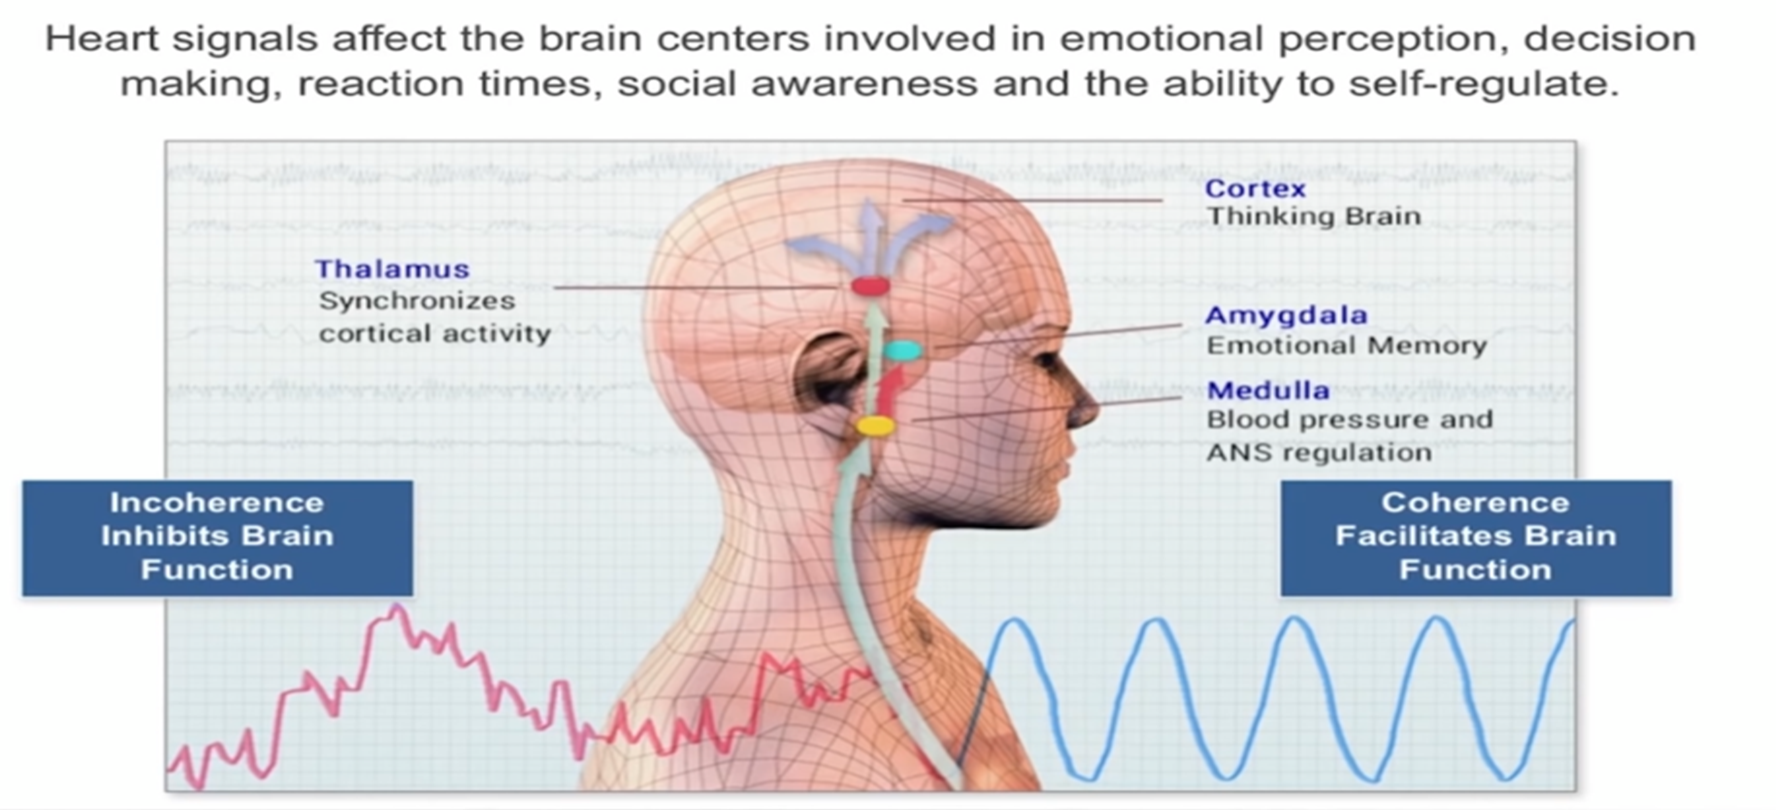 Heart signals affect the brain centers involved in emotional perception, decision
making, reaction times, social awareness and the ability to self-regulate.
Cortex
Thinking Brain
Thalamus
Synchronizes
cortical activity
Amygdala
Emotional Memory
Medulla
Blood pressure and
ANS regulation
Incoherence
Inhibits Brain
Function
Coherence
Facilitates Brain
Function